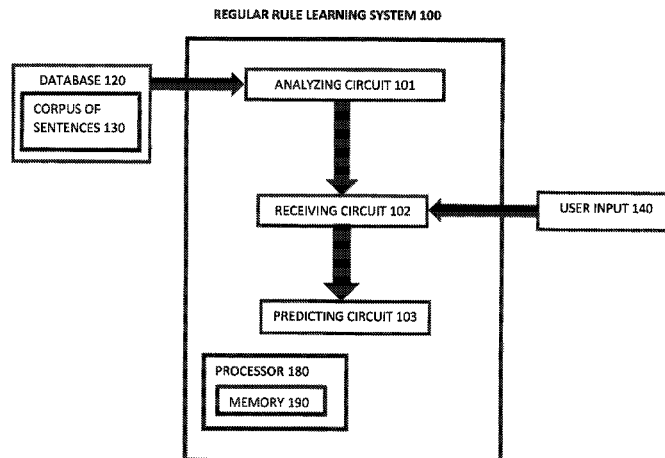 REGULAR RULE LEARNING SYSTEM 100
DATABASE 120
CORPUS OF
SENTENCES 130
ANALYZING CIRCUIT 101
RECEIVING CIRCUIT 102
USER INPUT 140
PREDICTING CIRCUIT 103
PROCESSOR 180
MEMORY 190